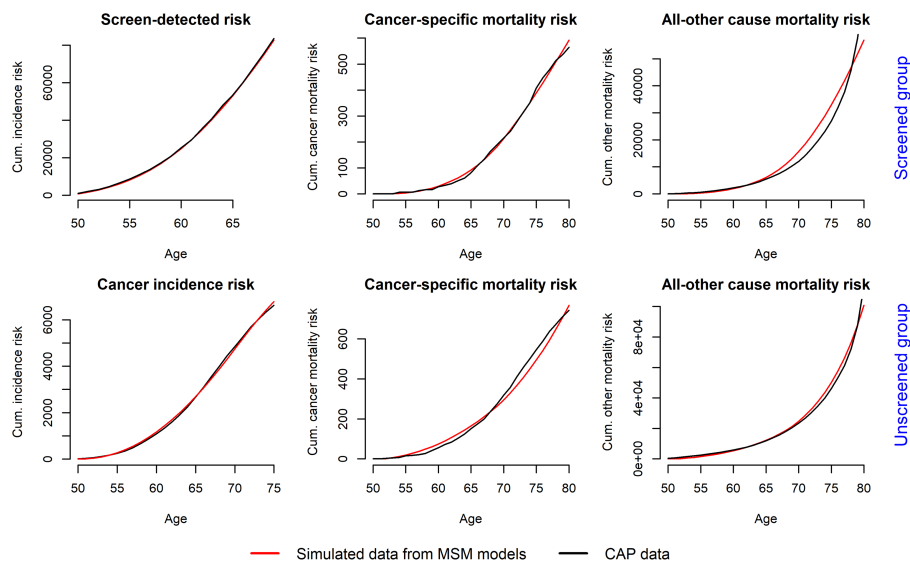 Screen-detected risk
Cum. incidence risk
0
20000
60000
50 55 60 65
Age
Cancer-specific mortality risk
Cum. cancer mortality risk
0
100
300
500
50 55 60 65 70 75 80
Age
All-other cause mortality risk
Cum. other mortality risk
0
20000
40000
50 55 60 65 70 75 80
Age
Screened group
Cancer incidence risk
Cum. incidence risk
0
2000
4000
6000
50 55 60 65 70 75
Age
Cancer-specific mortality risk
Cum. cancer mortality risk
0
200
400
600
50 55 60 65 70 75 80
Age
All-other cause mortality risk
Cum. other mortality risk
0e+00
4e+04
8e+04
50 55 60 65 70 75 80
Age
Unscreened group
Simulated data from MSM models
CAP data